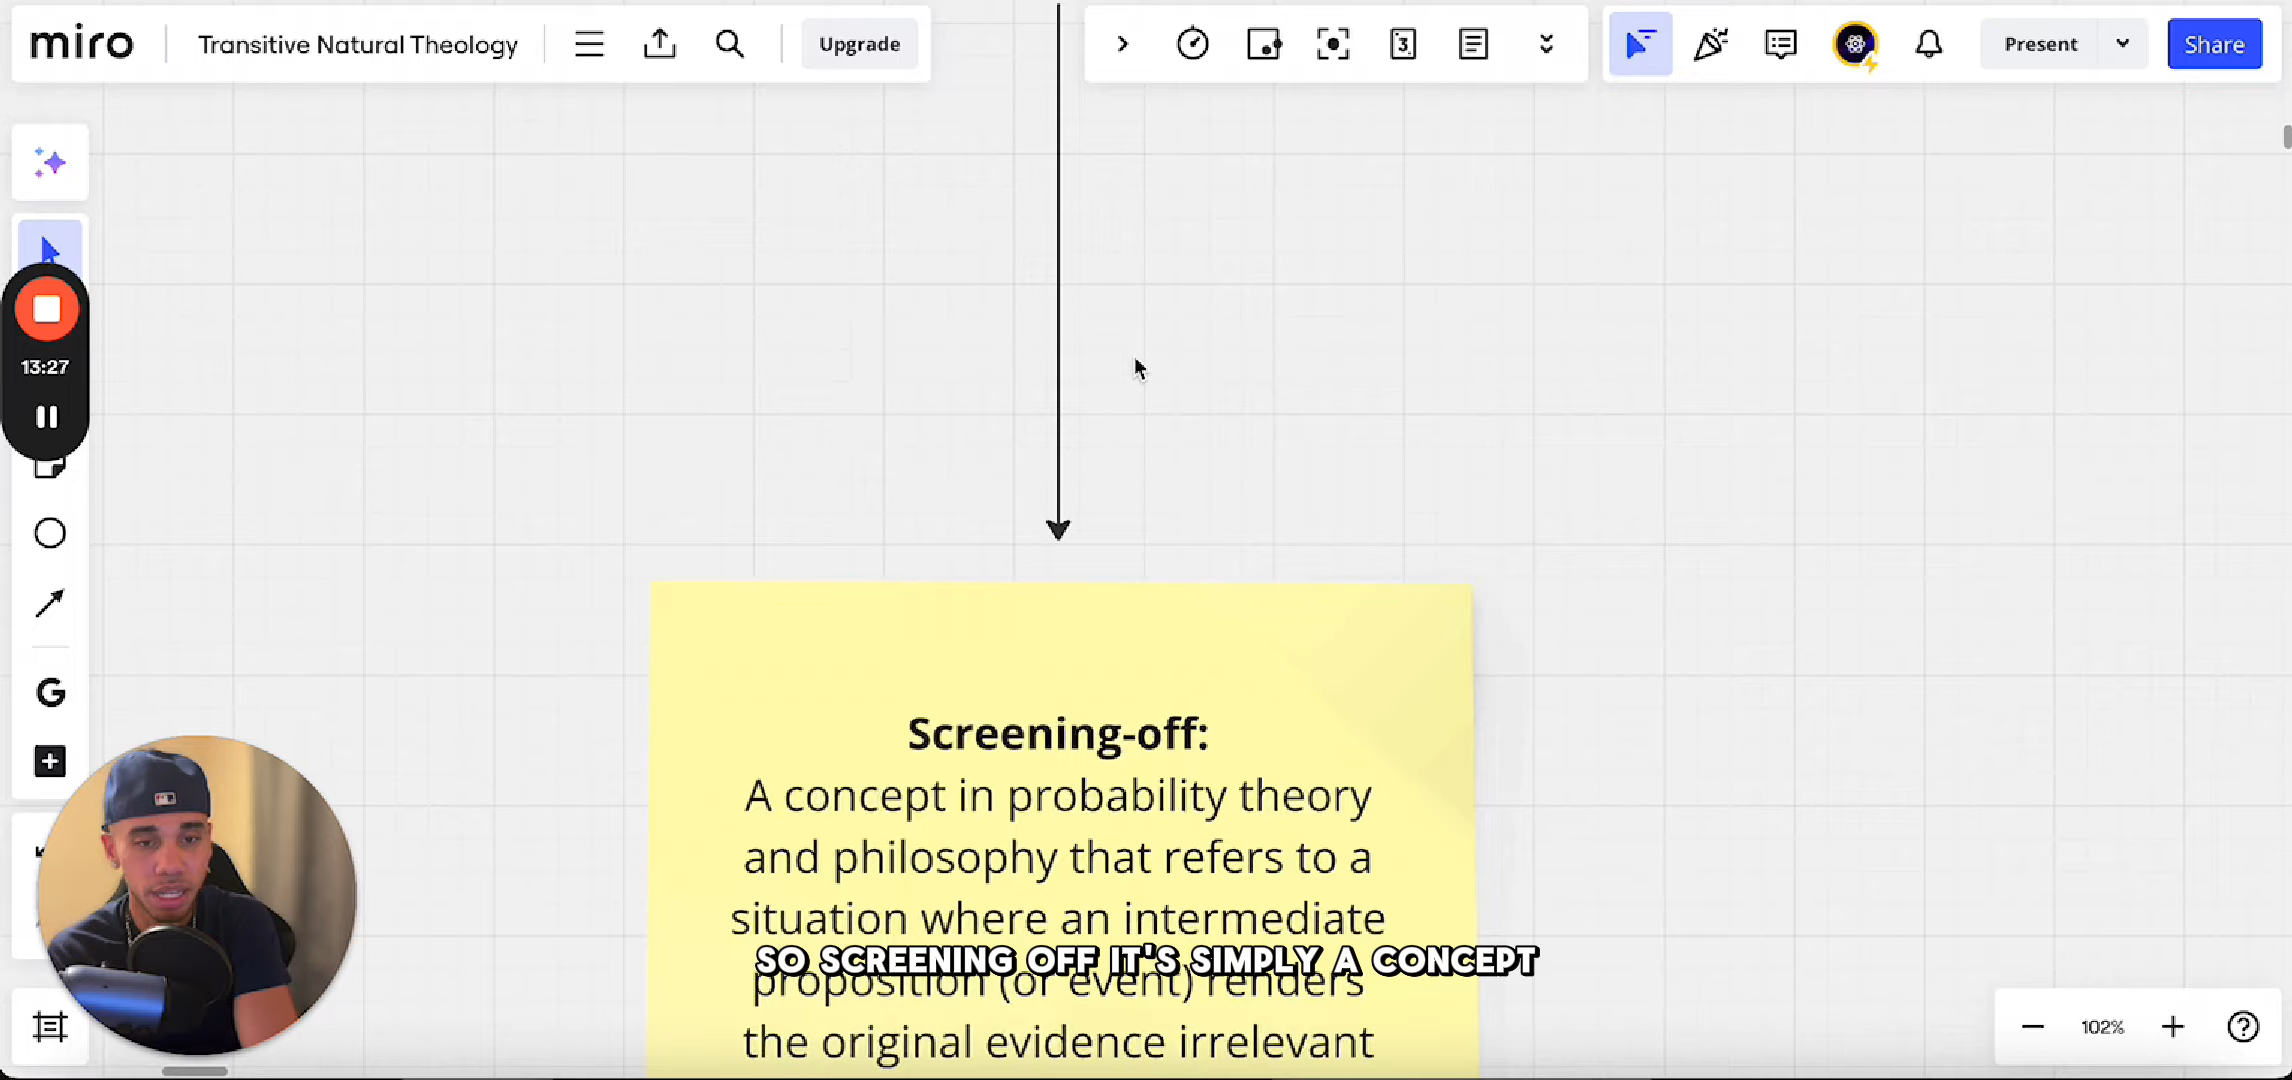 miro
Transitive Natural Theology
Upgrade
3
Present
Share
13:27
G
Screening-off:
A concept in probability theory
and philosophy that refers to a
situation where an intermediate
SO SCREENING OFF IT'S SIMPLY A CONCEPT
proposition (or event) renders
the original evidence irrelevant
102%